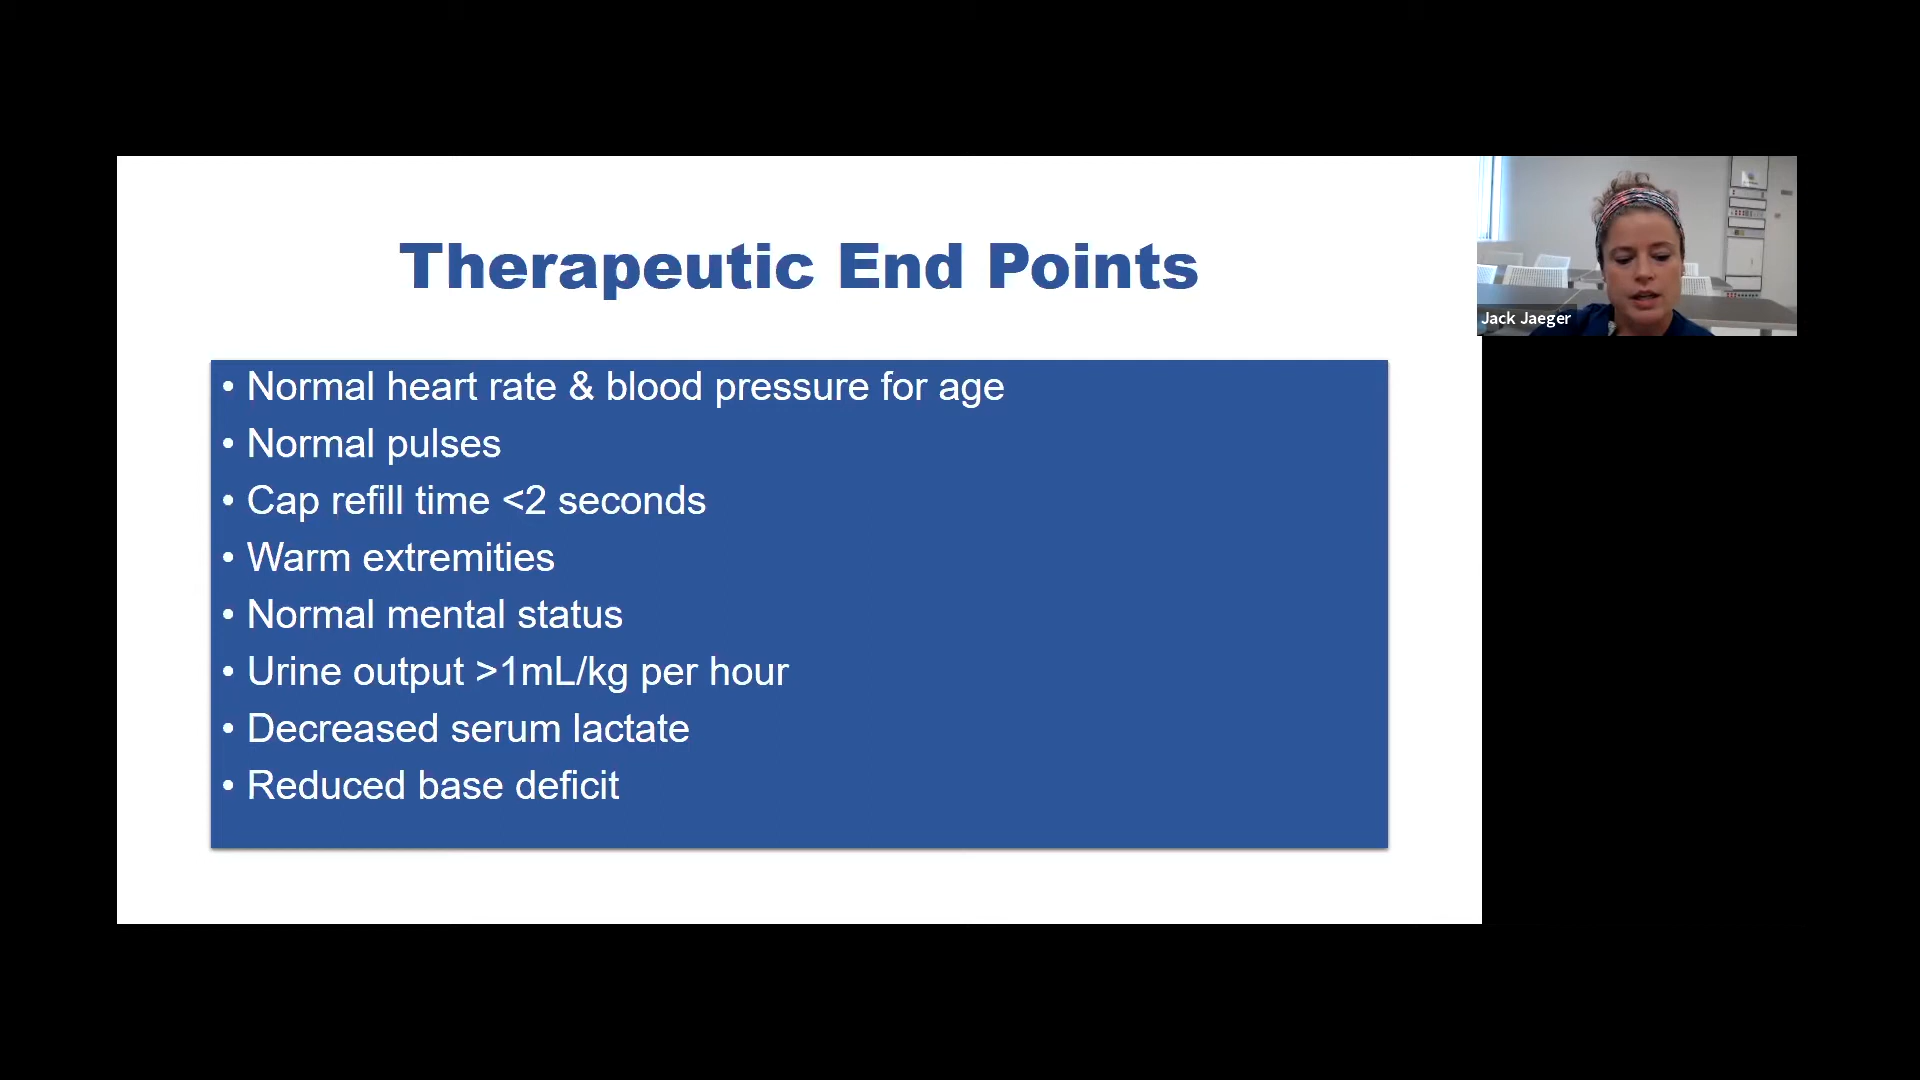 Therapeutic End Points
• Normal heart rate & blood pressure for age
• Normal pulses
• Cap refill time <2 seconds
• Warm extremities
• Normal mental status
• Urine output >1mL/kg per hour
• Decreased serum lactate
• Reduced base deficit
Jack Jaeger